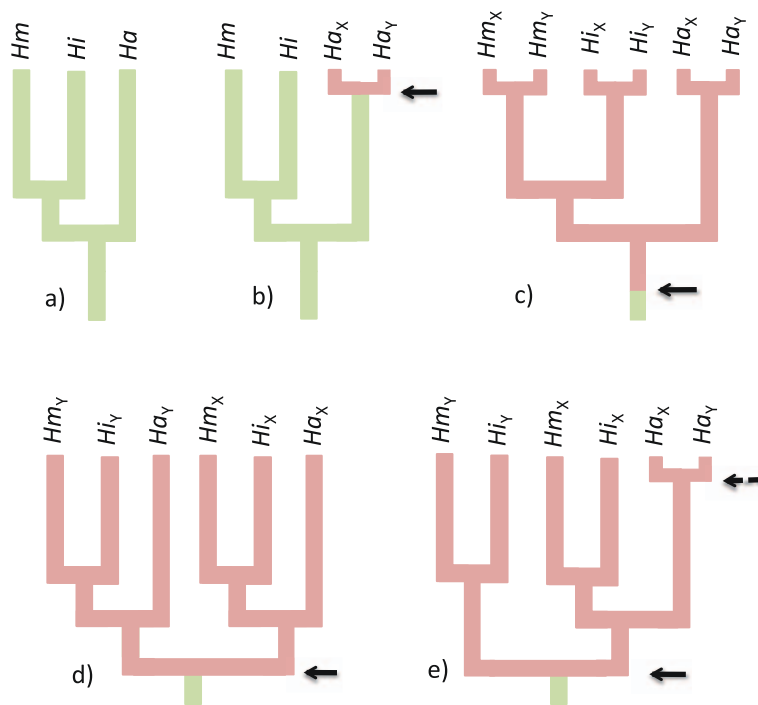 Hm Hi Ha
a)
Hm Hi HaX HaY
b)
HmX HmY HiX HiY HaX HaY
c)
HmY HiY HaY HmX HiX HaX
d)
HmY HiY HmX HiX HaX HaY
e)